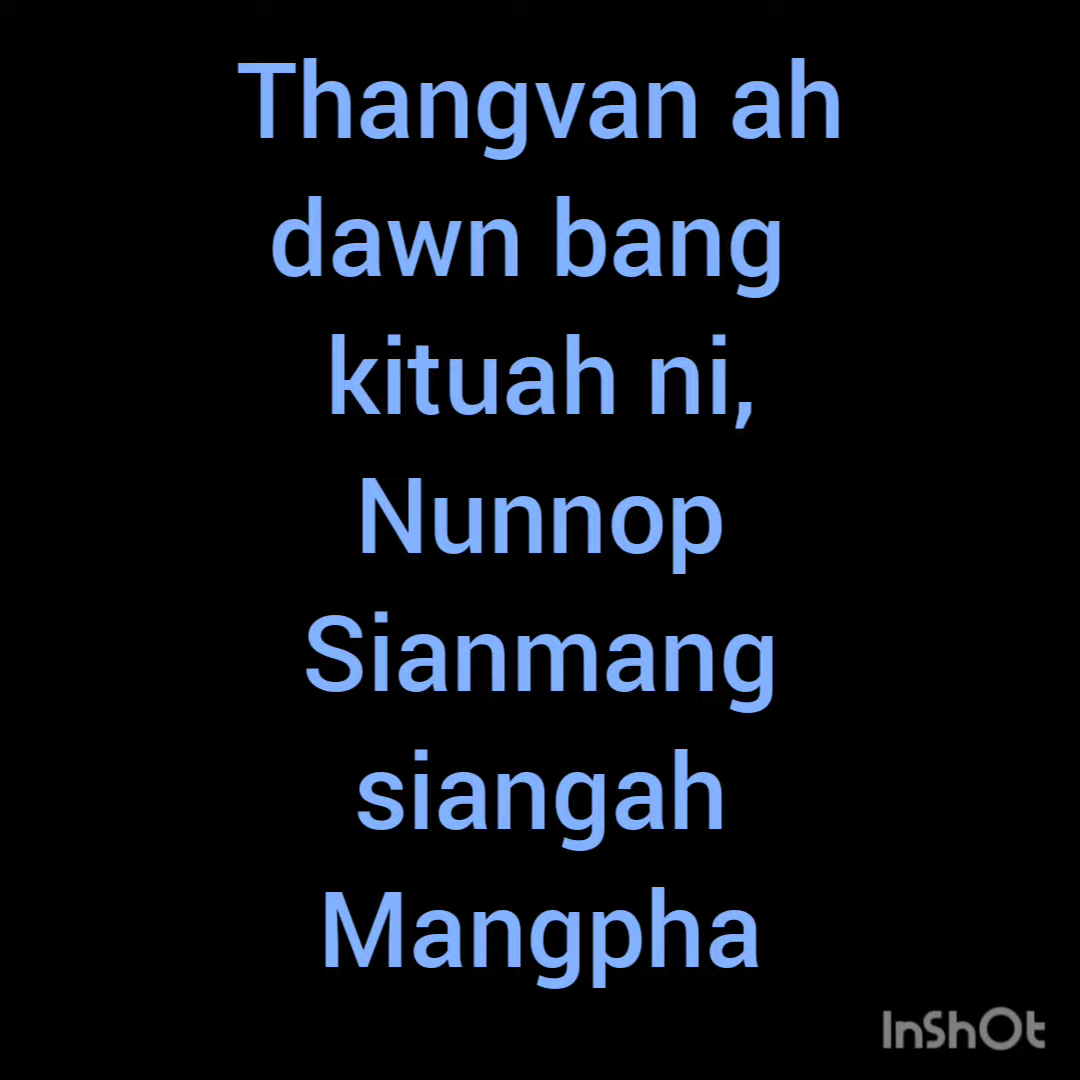 Thangvan ah
dawn bang
kituah ni,
Nunnop
Sianmang
siangah
Mangpha
InShOt